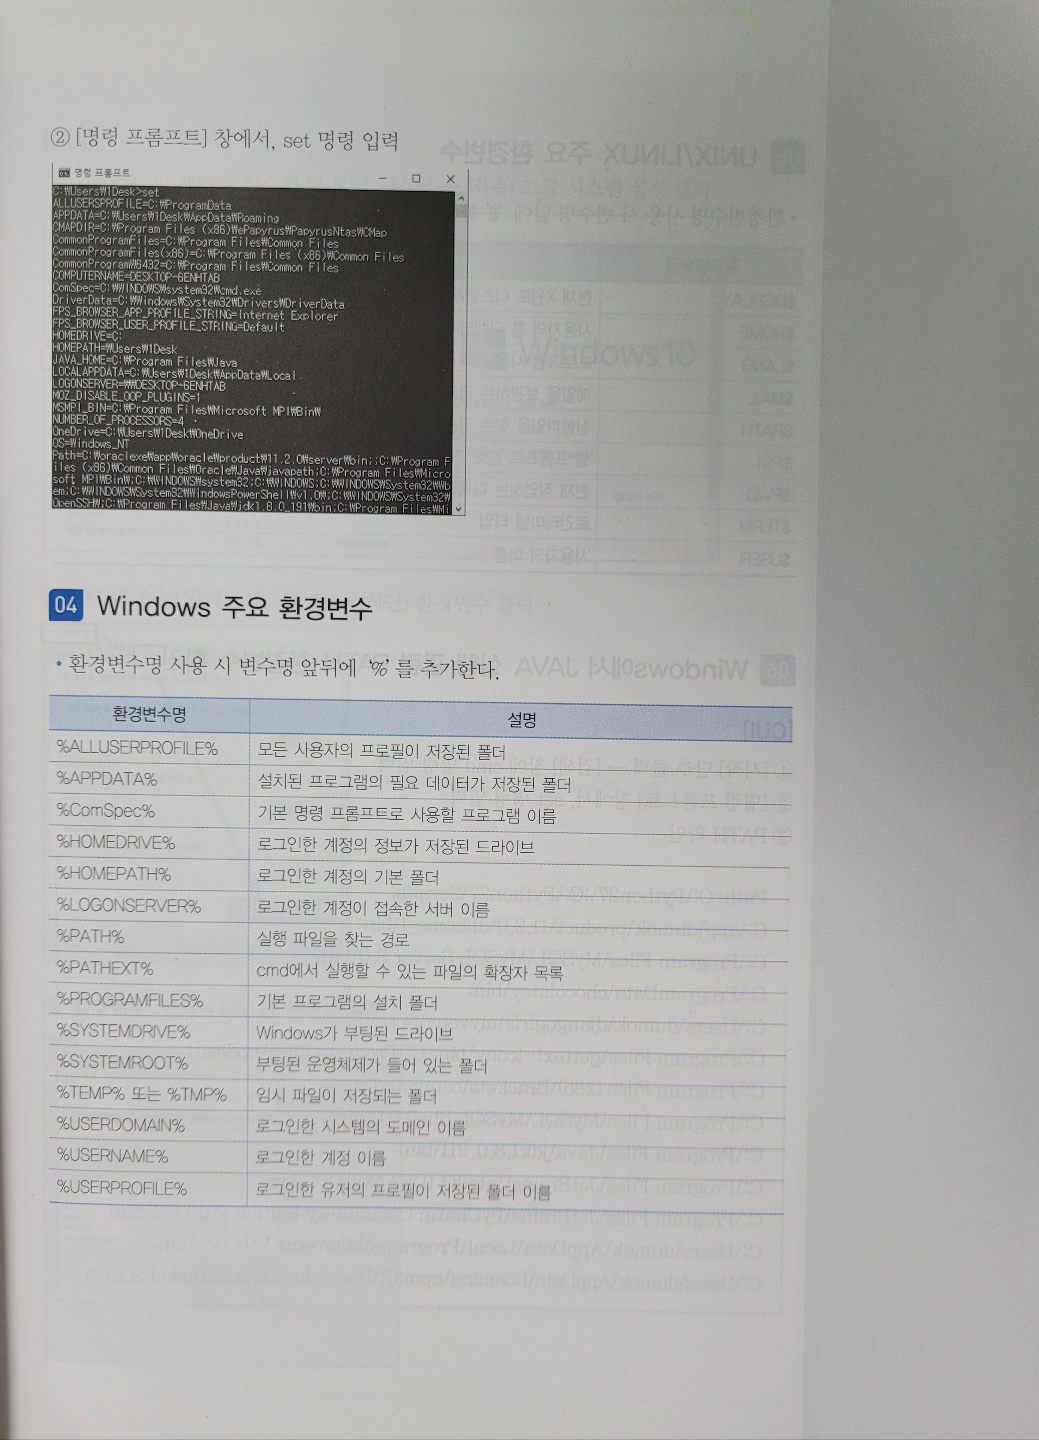 ② [명령 프롬프트] 창에서, set 명령 입력
명령 프롬프트
C:₩Users₩1Desk>set
ALLUSERSPROFILE=C:₩ProgramData
APPDATA=C:₩Users₩1Desk₩AppData₩Roaming
CMAPDIR=C:₩Program Files (x86)₩ePapyrus₩PapyrusNtas₩CMap
CommonProgramFiles=C:₩Program Files₩Common Files
CommonProgramFiles(x86)=C:₩Program Files (x86)₩Common Files
CommonProgramW6432=C:₩Program Files₩Common Files
COMPUTERNAME=DESKTOP-6ENHTAB
ComSpec=C:₩WINDOWS₩system32₩cmd.exe
DriverData=C:₩Windows₩System32₩Drivers₩DriverData
FPS_BROWSER_APP_PROFILE_STRING=Internet Explorer
FPS_BROWSER_USER_PROFILE_STRING=Default
HOMEDRIVE=C:
HOMEPATH=₩Users₩1Desk
JAVA_HOME=C:₩Program Files₩Java
LOCALAPPDATA=C:₩Users₩1Desk₩AppData₩Local
LOGONSERVER=₩₩DESKTOP-6ENHTAB
MOZ_DISABLE_OOP_PLUGINS=1
MSMPI_BIN=C:₩Program Files₩Microsoft MPI₩Bin₩
NUMBER_OF_PROCESSORS=4
OneDrive=C:₩Users₩1Desk₩OneDrive
OS=Windows_NT
Path=C:₩oraclexe₩app₩oracle₩product₩11.2.0₩server₩bin;;C:₩Program F
iles (x86)₩Common Files₩Oracle₩Java₩javapath;C:₩Program Files₩Micro
soft MPI₩Bin₩;C:₩WINDOWS₩system32;C:₩WINDOWS;C:₩WINDOWS₩System32₩Wb
em;C:₩WINDOWS₩System32₩WindowsPowerShell₩v1.0₩;C:₩WINDOWS₩System32₩
OpenSSH₩;C:₩Program Files₩Java₩jdk1.8.0_191₩bin;C:₩Program Files₩Mi
04 Windows 주요 환경변수
• 환경변수명 사용 시 변수명 앞뒤에 ‘%’를 추가한다.
환경변수명 설명
%ALLUSERPROFILE% 모든 사용자의 프로필이 저장된 폴더
%APPDATA% 설치된 프로그램의 필요 데이터가 저장된 폴더
%ComSpec% 기본 명령 프롬프트로 사용할 프로그램 이름
%HOMEDRIVE% 로그인한 계정의 정보가 저장된 드라이브
%HOMEPATH% 로그인한 계정의 기본 폴더
%LOGONSERVER% 로그인한 계정이 접속한 서버 이름
%PATH% 실행 파일을 찾는 경로
%PATHEXT% cmd에서 실행할 수 있는 파일의 확장자 목록
%PROGRAMFILES% 기본 프로그램의 설치 폴더
%SYSTEMDRIVE% Windows가 부팅된 드라이브
%SYSTEMROOT% 부팅된 운영체제가 들어 있는 폴더
%TEMP% 또는 %TMP% 임시 파일이 저장되는 폴더
%USERDOMAIN% 로그인한 시스템의 도메인 이름
%USERNAME% 로그인한 계정 이름
%USERPROFILE% 로그인한 유저의 프로필이 저장된 폴더 이름